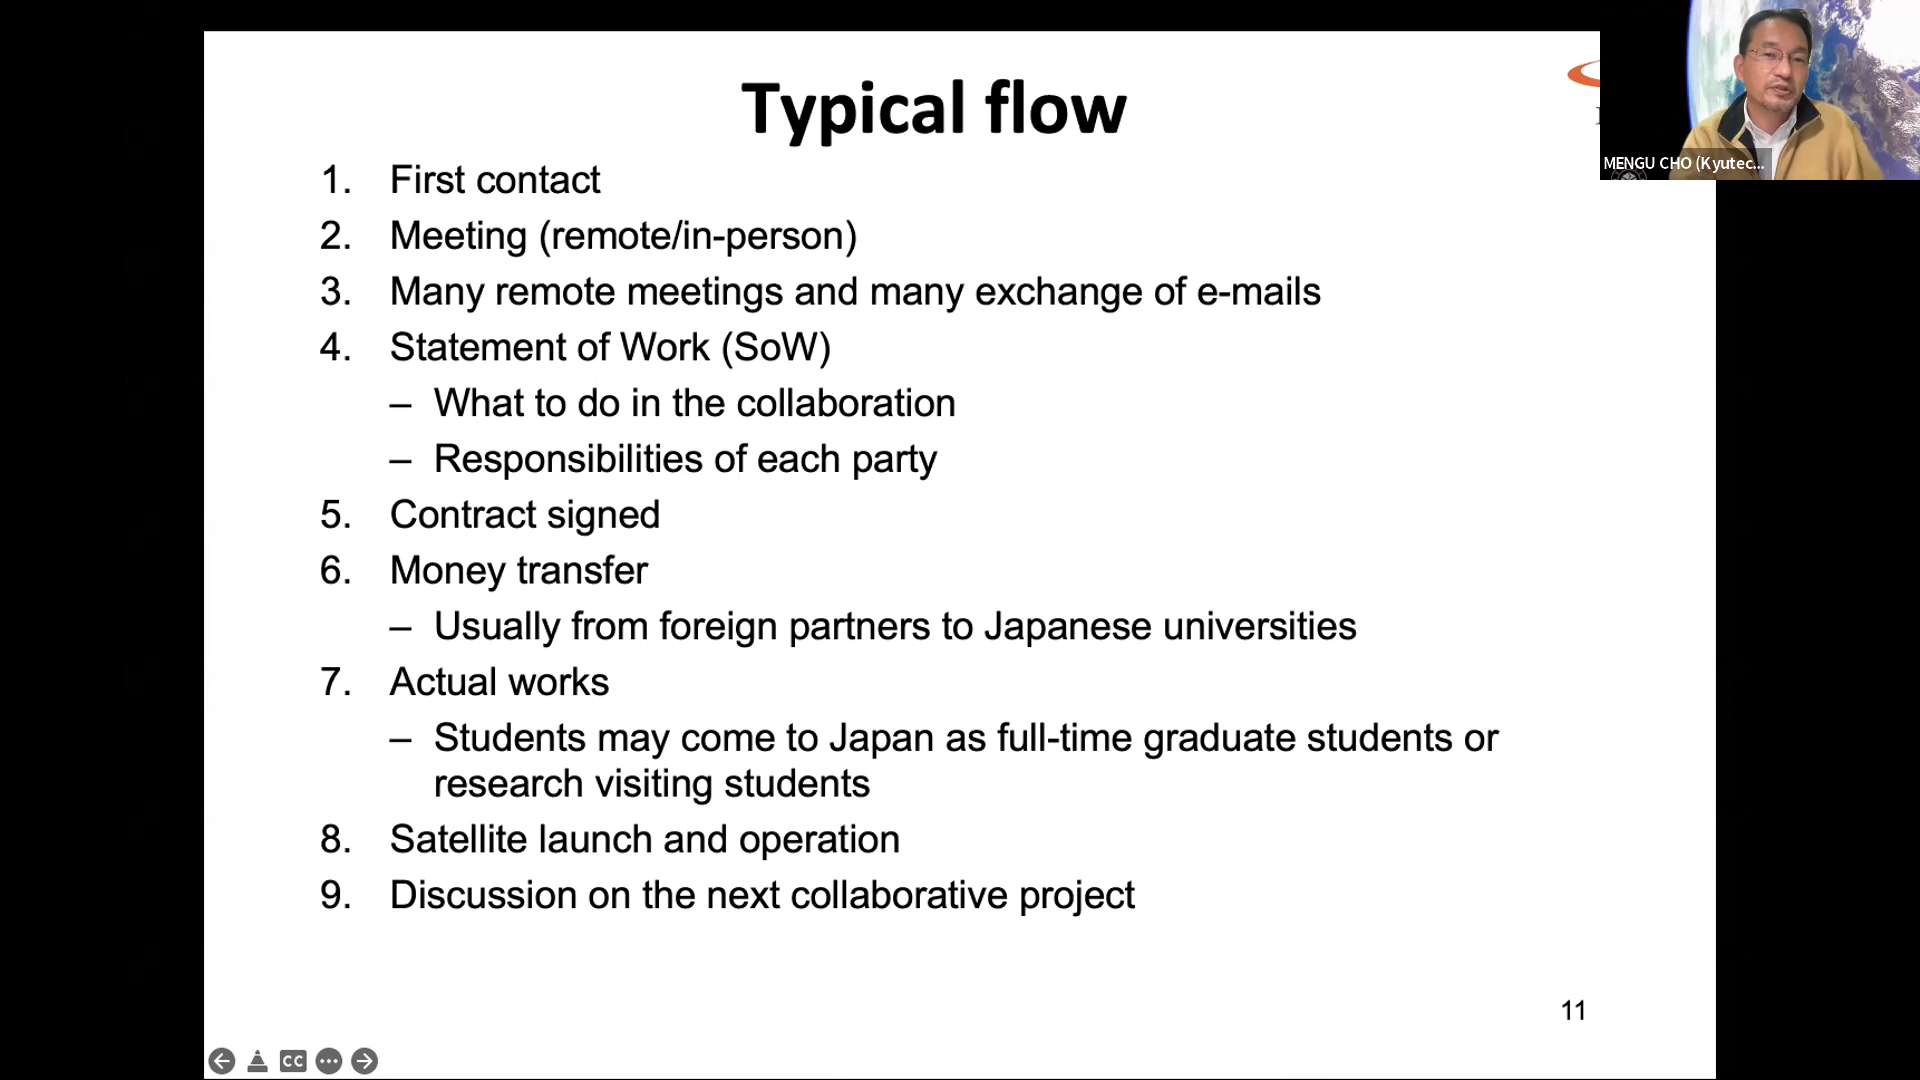 Typical flow
1. First contact
2. Meeting (remote/in-person)
3. Many remote meetings and many exchange of e-mails
4. Statement of Work (SoW)
– What to do in the collaboration
– Responsibilities of each party
5. Contract signed
6. Money transfer
– Usually from foreign partners to Japanese universities
7. Actual works
– Students may come to Japan as full-time graduate students or
research visiting students
8. Satellite launch and operation
9. Discussion on the next collaborative project
11
MENGU CHO (Kyutec...
CC